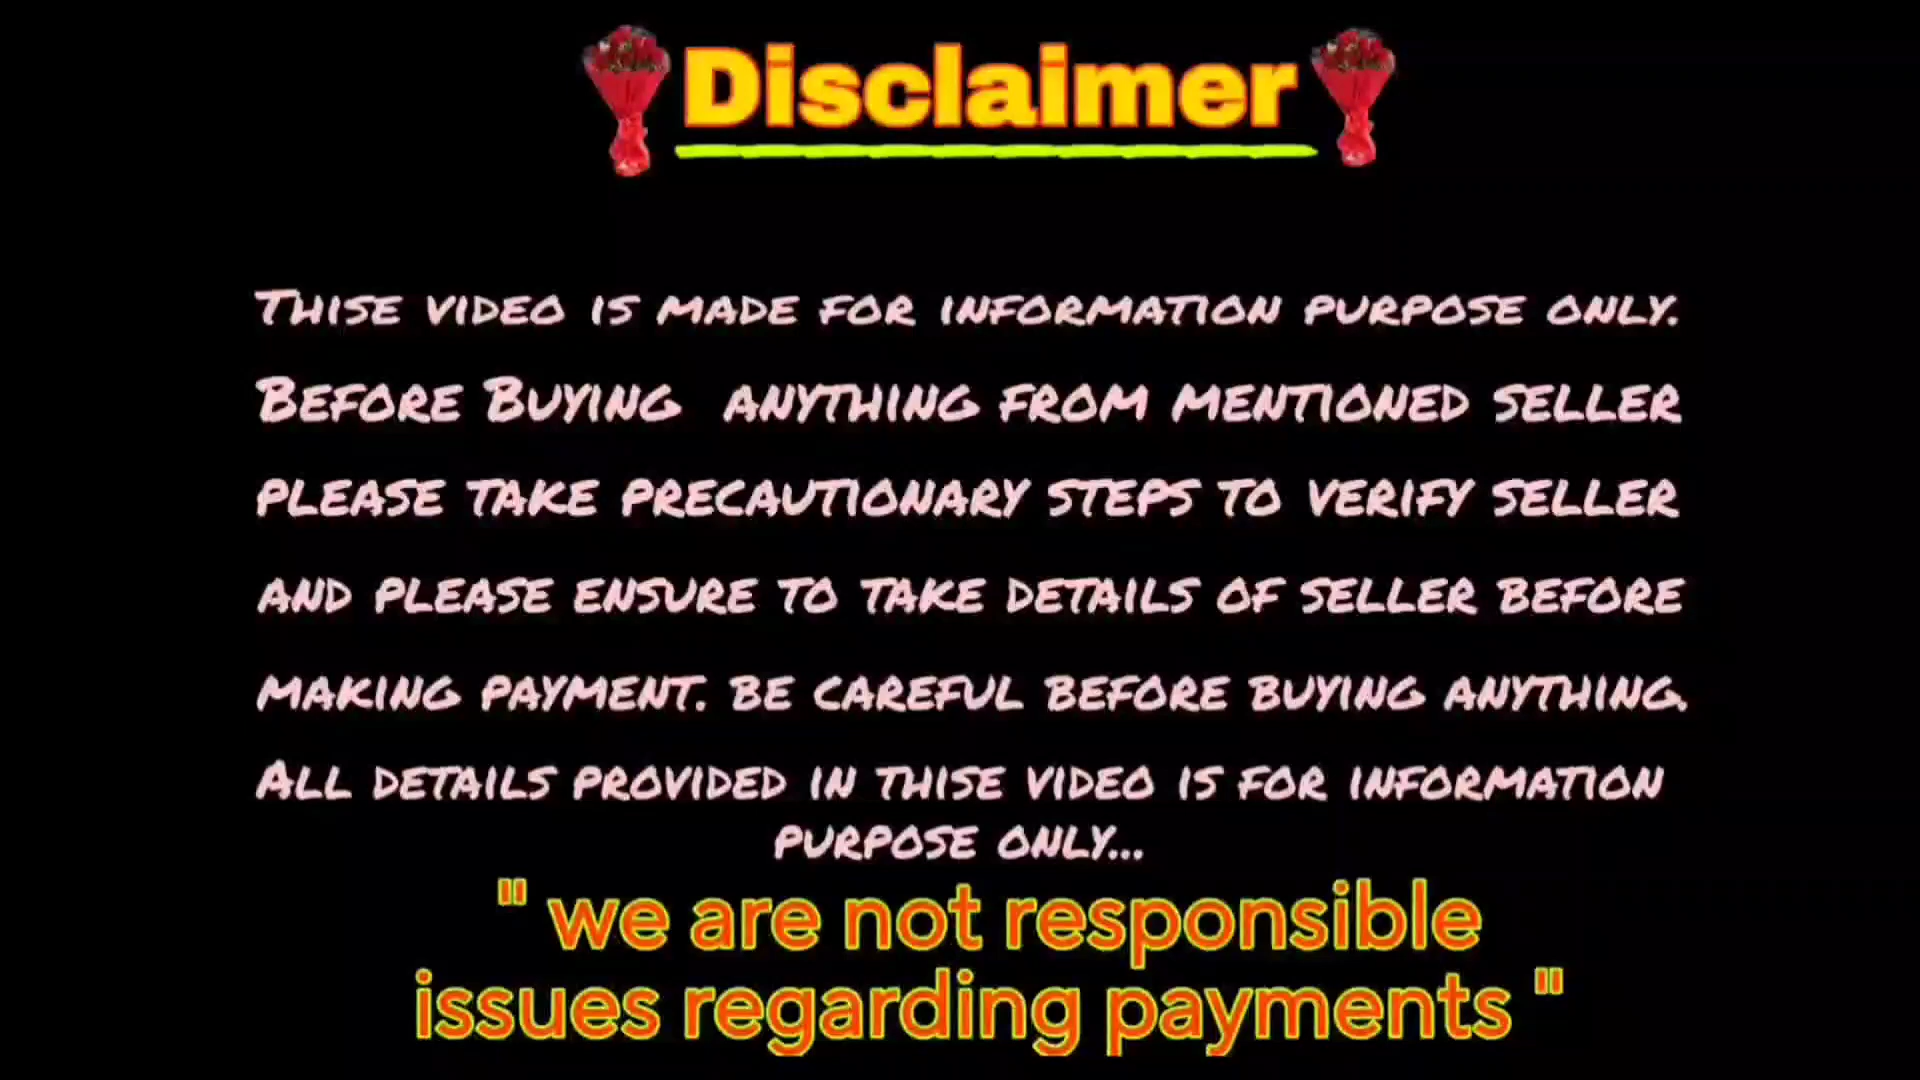 Disclaimer
THISE VIDEO IS MADE FOR INFORMATION PURPOSE ONLY.
BEFORE BUYING ANYTHING FROM MENTIONED SELLER
PLEASE TAKE PRECAUTIONARY STEPS TO VERIFY SELLER
AND PLEASE ENSURE TO TAKE DETAILS OF SELLER BEFORE
MAKING PAYMENT. BE CAREFUL BEFORE BUYING ANYTHING.
ALL DETAILS PROVIDED IN THISE VIDEO IS FOR INFORMATION
PURPOSE ONLY...
" we are not responsible
issues regarding payments "